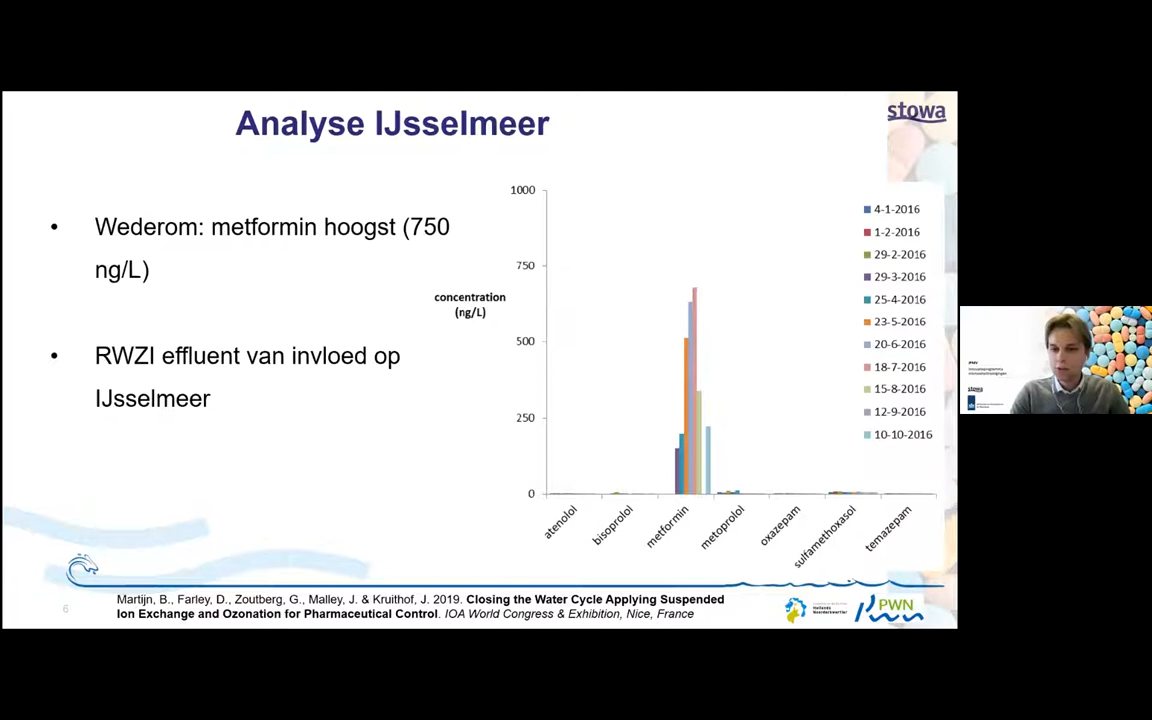 Analyse IJsselmeer
stowa
Wederom: metformin hoogst (750
ng/L)
RWZI effluent van invloed op
IJsselmeer
concentration
(ng/L)
1000
750
500
250
0
atenolol
bisoprolol
metformin
metoprolol
oxazepam
sulfamethoxasol
temazepam
4-1-2016
1-2-2016
29-2-2016
29-3-2016
25-4-2016
23-5-2016
20-6-2016
18-7-2016
15-8-2016
12-9-2016
10-10-2016
6
Martijn, B., Farley, D., Zoutberg, G., Malley, J. & Kruithof, J. 2019. Closing the Water Cycle Applying Suspended
Ion Exchange and Ozonation for Pharmaceutical Control. IOA World Congress & Exhibition, Nice, France
PWN
IPMV
stowa